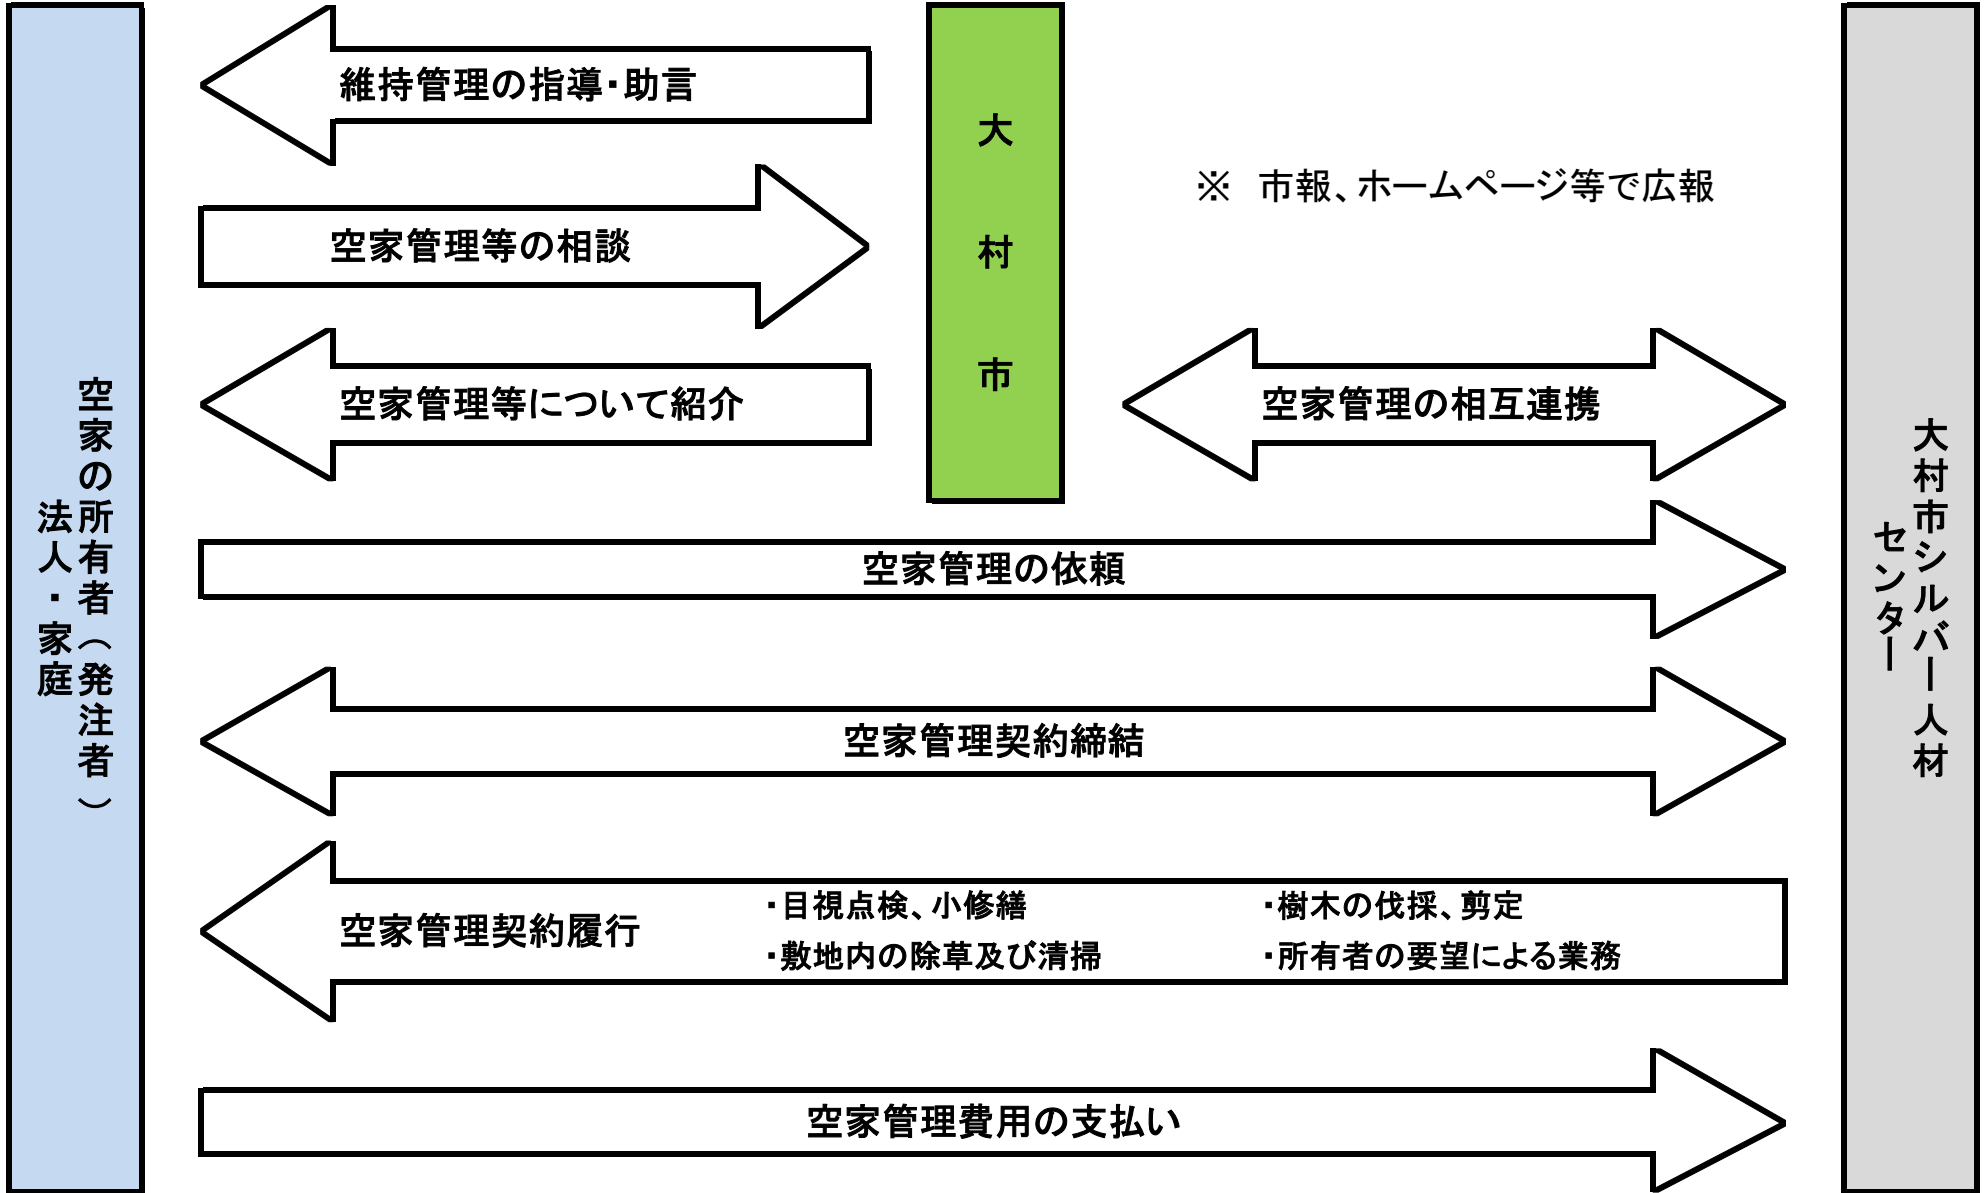 空家の所有者（発注者）
法人・家庭
維持管理の指導・助言
空家管理等の相談
空家管理等について紹介
大村市
※　市報、ホームページ等で広報
空家管理の相互連携
空家管理の依頼
空家管理契約締結
空家管理契約履行
・目視点検、小修繕
・樹木の伐採、剪定
・敷地内の除草及び清掃
・所有者の要望による業務
空家管理費用の支払い
大村市シルバー人材
センター